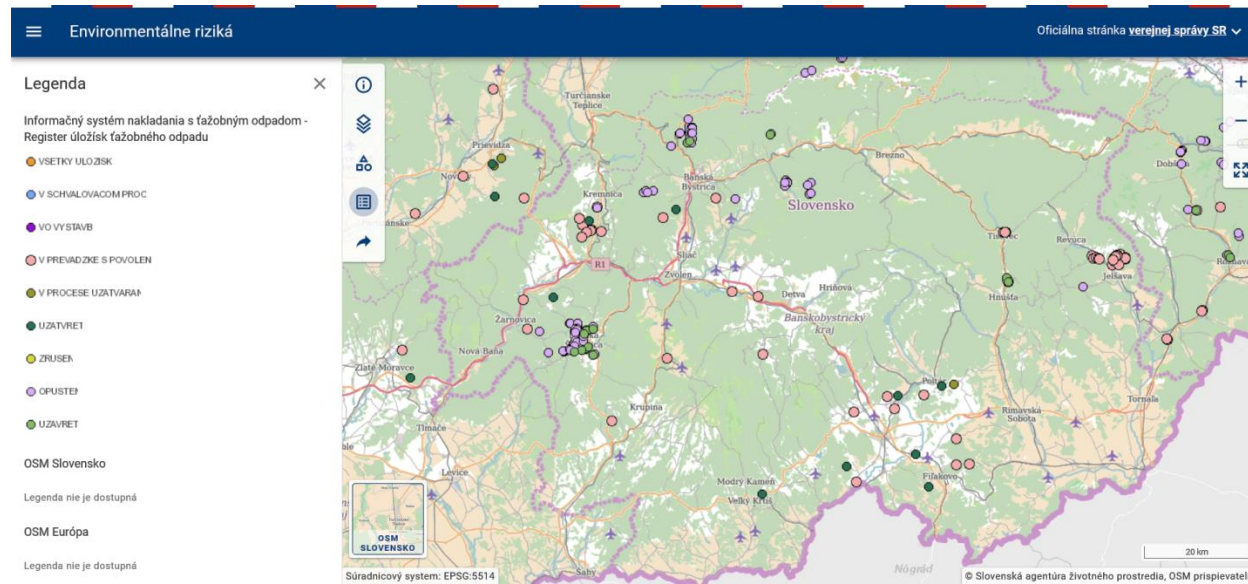 Environmentálne riziká
Oficiálna stránka verejnej správy SR
Legenda
Informačný systém nakladania s ťažobným odpadom -
Register úložísk ťažobného odpadu
VSETKY ULOZISK
V SCHVALOVACOM PROC
VO VYSTAVB
V PREVADZKE S POVOLEN
V PROCESE UZATVARAN
UZATVRET
ZRUSEN
OPUSTEN
UZAVRET
OSM Slovensko
Legenda nie je dostupná
OSM Európa
Legenda nie je dostupná
Turčianske
Teplice
Prievidza
Kremnica
Banská
Bystrica
Brezno
Slovensko
R1
Sliač
Zvolen
Tisovec
Revúca
Jelšava
Hnúšťa
Detva
Hriňová
Banskobystrický
kraj
Žarnovica
Nová Baňa
Zlaté Moravce
Krupina
Poltár
Rimavská
Sobota
Tornaľa
Tlmače
Levice
Modrý Kameň
Veľký Krtíš
Fiľakovo
Šahy
Nógrád
OSM
SLOVENSKO
20 km
Súradnicový system: EPSG:5514
© Slovenská agentúra životného prostredia, OSM prispievatel